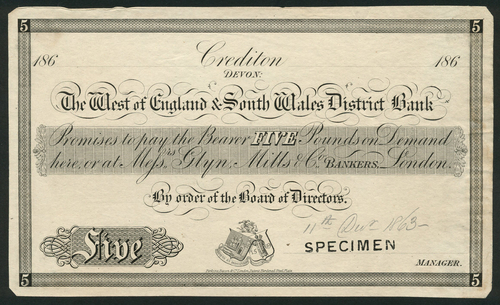 5 5
186 Crediton 186
DEVON.
The West of England & South Wales District Bank
Promises to pay the Bearer FIVE Pounds on Demand
here, or at Messrs Glyn, Mills & Co. BANKERS, London.
By order of the Board of Directors.
11th 1863
SPECIMEN
Five
MANAGER.
5 5